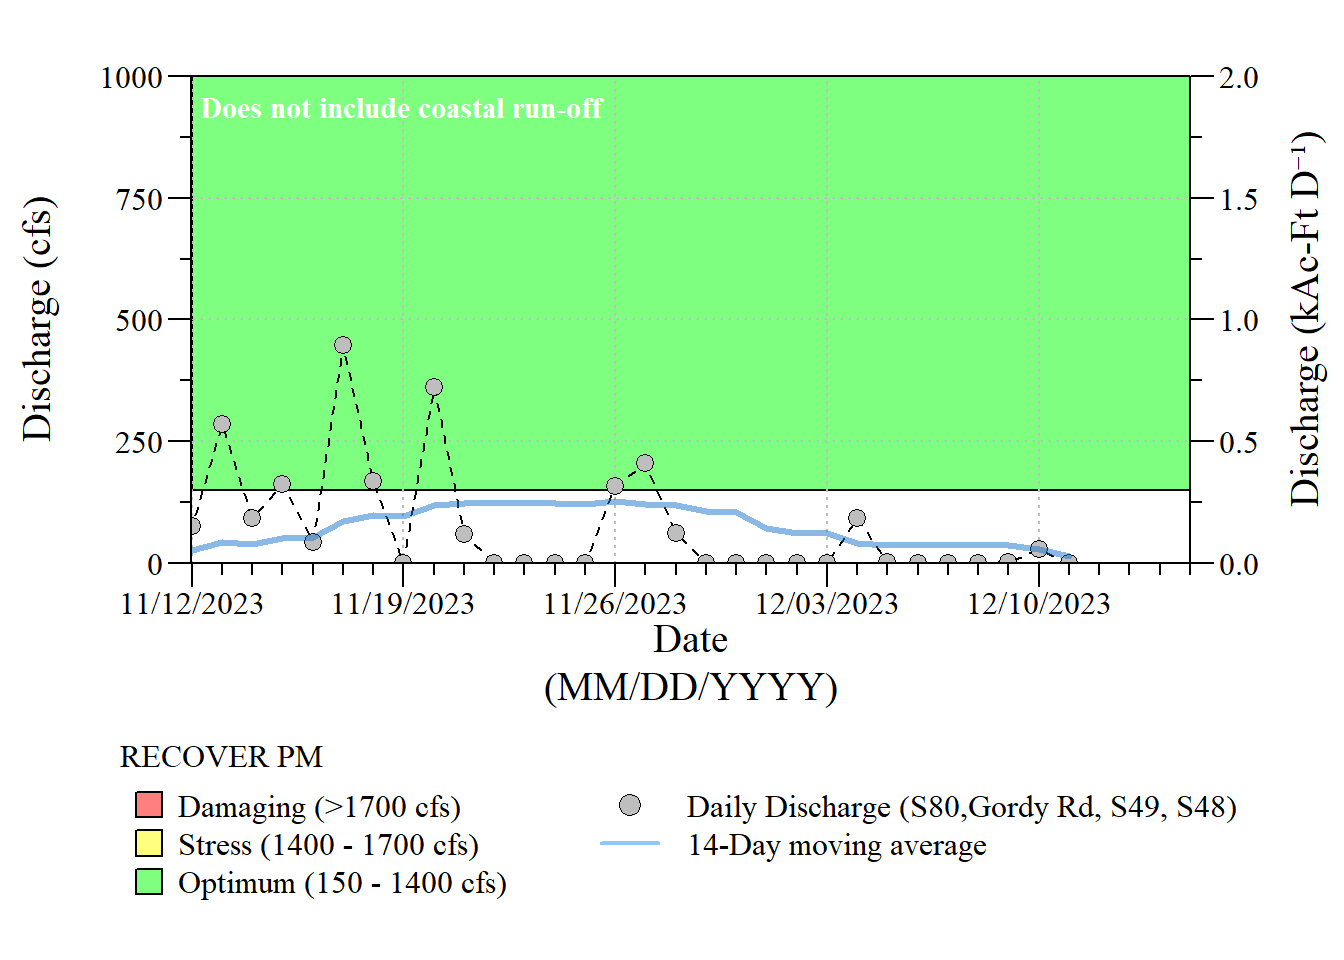 Does not include coastal run-off
1000
750
500
250
0
Discharge (cfs)
2.0
1.5
1.0
0.5
0.0
Discharge (kAc-Ft D⁻¹)
11/12/2023 11/19/2023 11/26/2023 12/03/2023 12/10/2023
Date
(MM/DD/YYYY)
RECOVER PM
Damaging (>1700 cfs)
Stress (1400 - 1700 cfs)
Optimum (150 - 1400 cfs)
Daily Discharge (S80,Gordy Rd, S49, S48)
14-Day moving average